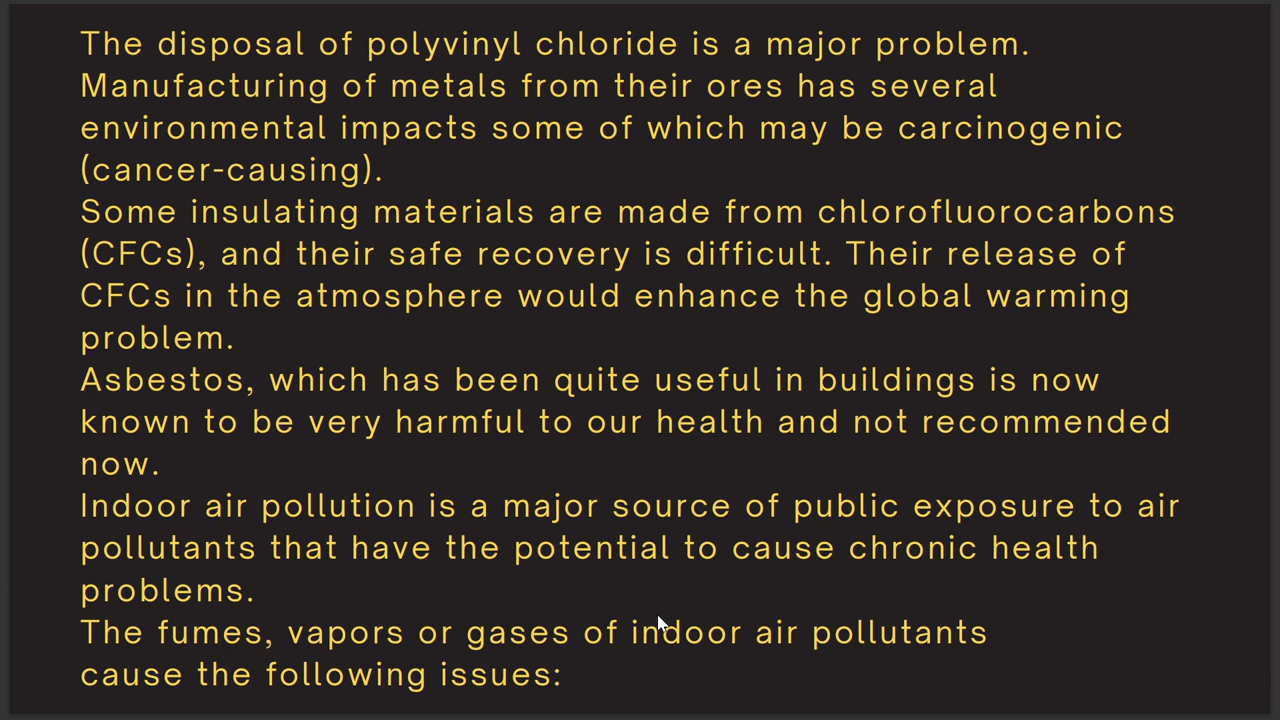 The disposal of polyvinyl chloride is a major problem.
Manufacturing of metals from their ores has several
environmental impacts some of which may be carcinogenic
(cancer-causing).
Some insulating materials are made from chlorofluorocarbons
(CFCs), and their safe recovery is difficult. Their release of
CFCs in the atmosphere would enhance the global warming
problem.
Asbestos, which has been quite useful in buildings is now
known to be very harmful to our health and not recommended
now.
Indoor air pollution is a major source of public exposure to air
pollutants that have the potential to cause chronic health
problems.
The fumes, vapors or gases of indoor air pollutants
cause the following issues: